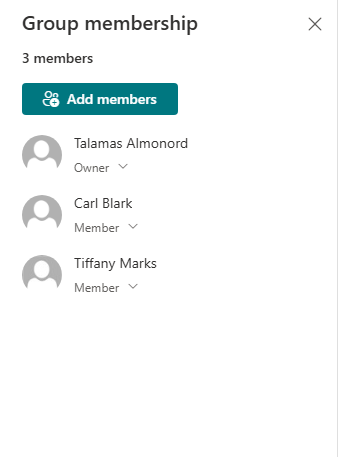 Group membership
3 members
Add members
Talamas Almonord
Owner
Carl Blark
Member
Tiffany Marks
Member